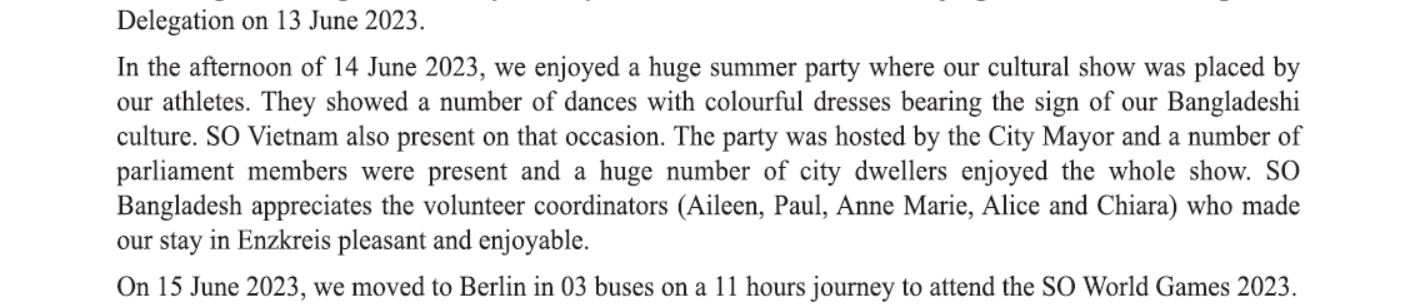 Delegation on 13 June 2023.
In the afternoon of 14 June 2023, we enjoyed a huge summer party where our cultural show was placed by
our athletes. They showed a number of dances with colourful dresses bearing the sign of our Bangladeshi
culture. SO Vietnam also present on that occasion. The party was hosted by the City Mayor and a number of
parliament members were present and a huge number of city dwellers enjoyed the whole show. SO
Bangladesh appreciates the volunteer coordinators (Aileen, Paul, Anne Marie, Alice and Chiara) who made
our stay in Enzkreis pleasant and enjoyable.
On 15 June 2023, we moved to Berlin in 03 buses on a 11 hours journey to attend the SO World Games 2023.